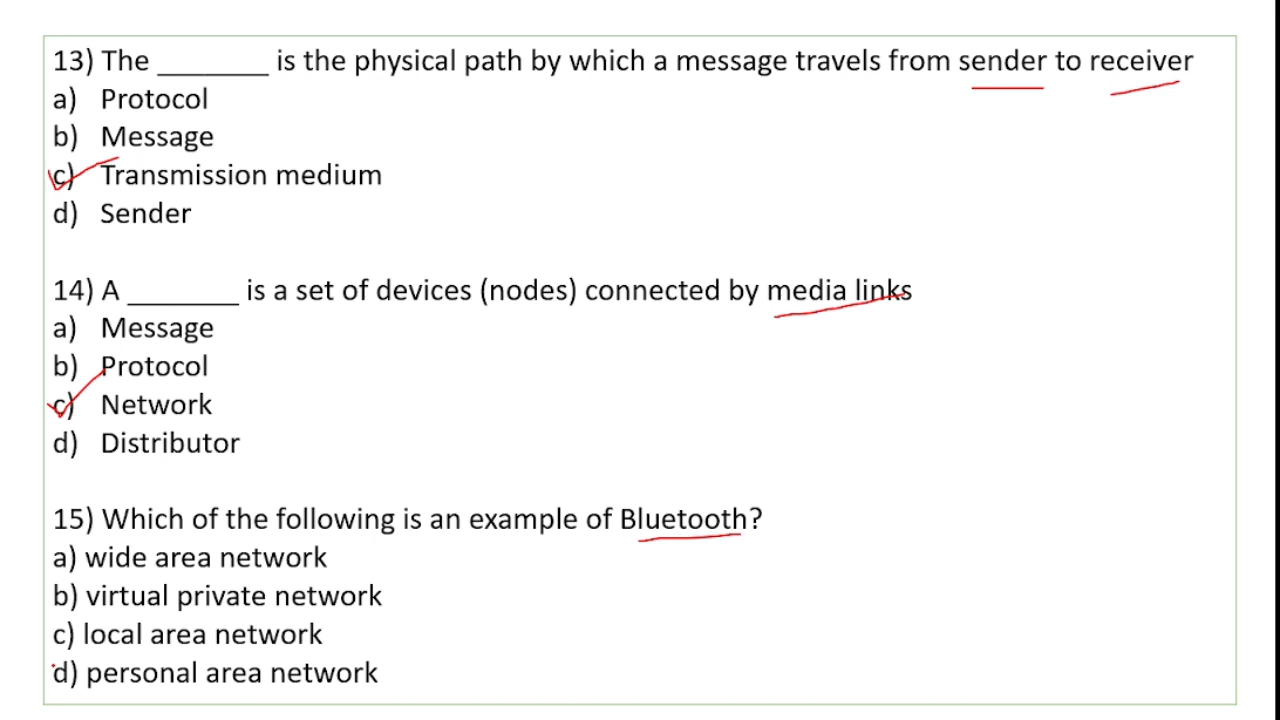 13) The _______ is the physical path by which a message travels from sender to receiver
a) Protocol
b) Message
c) Transmission medium
d) Sender
14) A _______ is a set of devices (nodes) connected by media links
a) Message
b) Protocol
c) Network
d) Distributor
15) Which of the following is an example of Bluetooth?
a) wide area network
b) virtual private network
c) local area network
d) personal area network